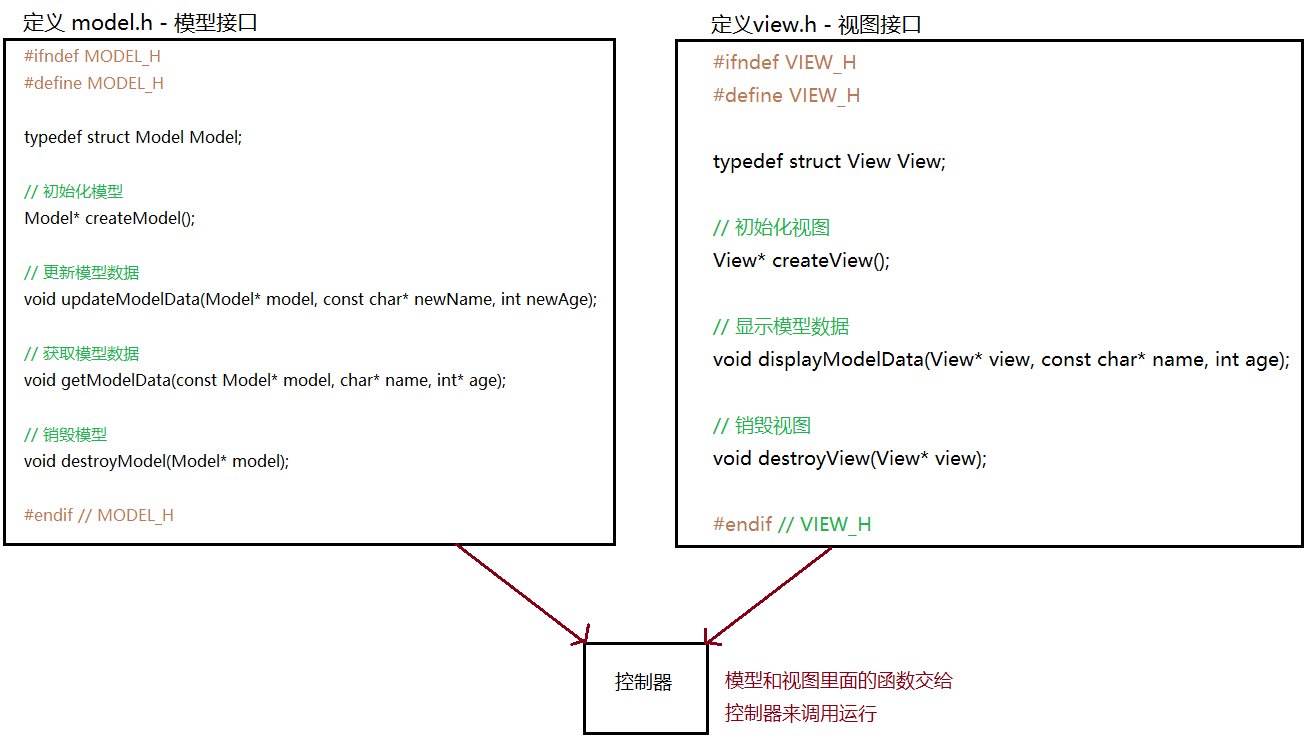 定义 model.h - 模型接口
#ifndef MODEL_H
#define MODEL_H
typedef struct Model Model;
// 初始化模型
Model* createModel();
// 更新模型数据
void updateModelData(Model* model, const char* newName, int newAge);
// 获取模型数据
void getModelData(const Model* model, char* name, int* age);
// 销毁模型
void destroyModel(Model* model);
#endif // MODEL_H
定义view.h - 视图接口
#ifndef VIEW_H
#define VIEW_H
typedef struct View View;
// 初始化视图
View* createView();
// 显示模型数据
void displayModelData(View* view, const char* name, int age);
// 销毁视图
void destroyView(View* view);
#endif // VIEW_H
控制器
模型和视图里面的函数交给
控制器来调用运行